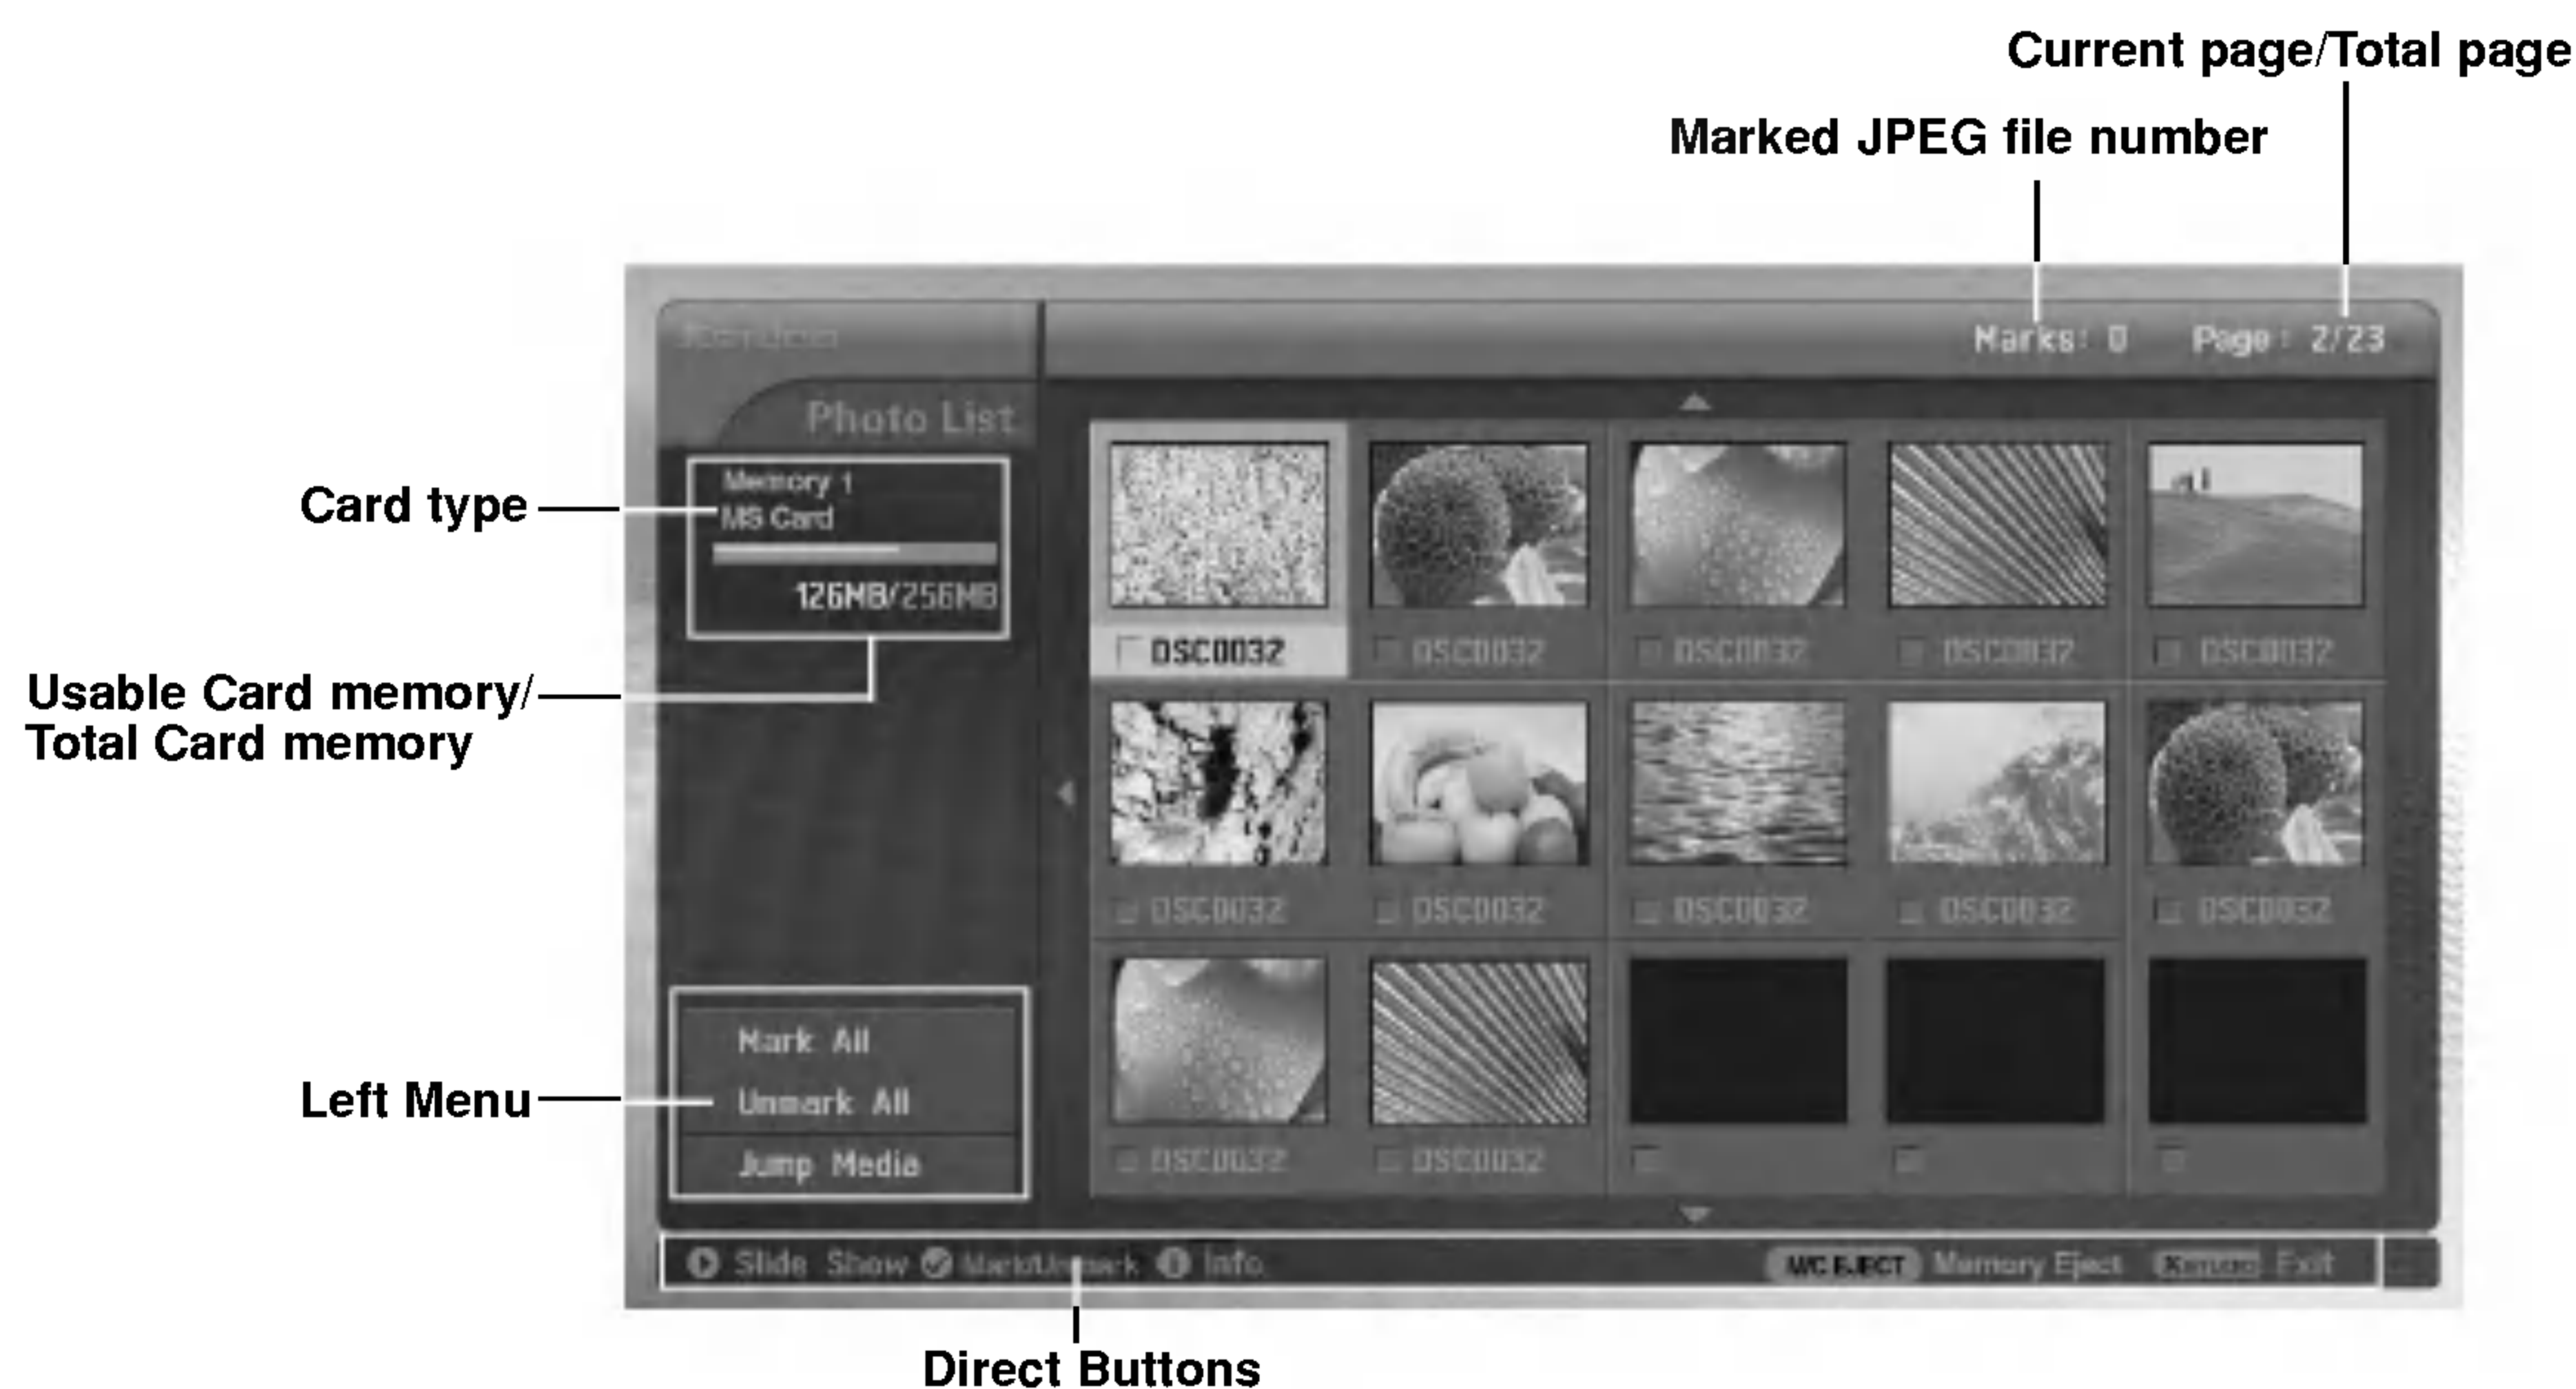 Current page/Total page
Marked JPEG file number
Marks: 0 Page : 2/23
Photo List
Card type
Memory 1
MS Card
126MB/256MB
Usable Card memory/
Total Card memory
DSC0032 DSC0032 DSC0032 DSC0032 DSC0032
DSC0032 DSC0032 DSC0032 DSC0032 DSC0032
DSC0032 DSC0032
Left Menu
Mark All
Unmark All
Jump Media
Slide Show Mark/Unmark Info. MC EJECT Memory Eject Exit
Direct Buttons